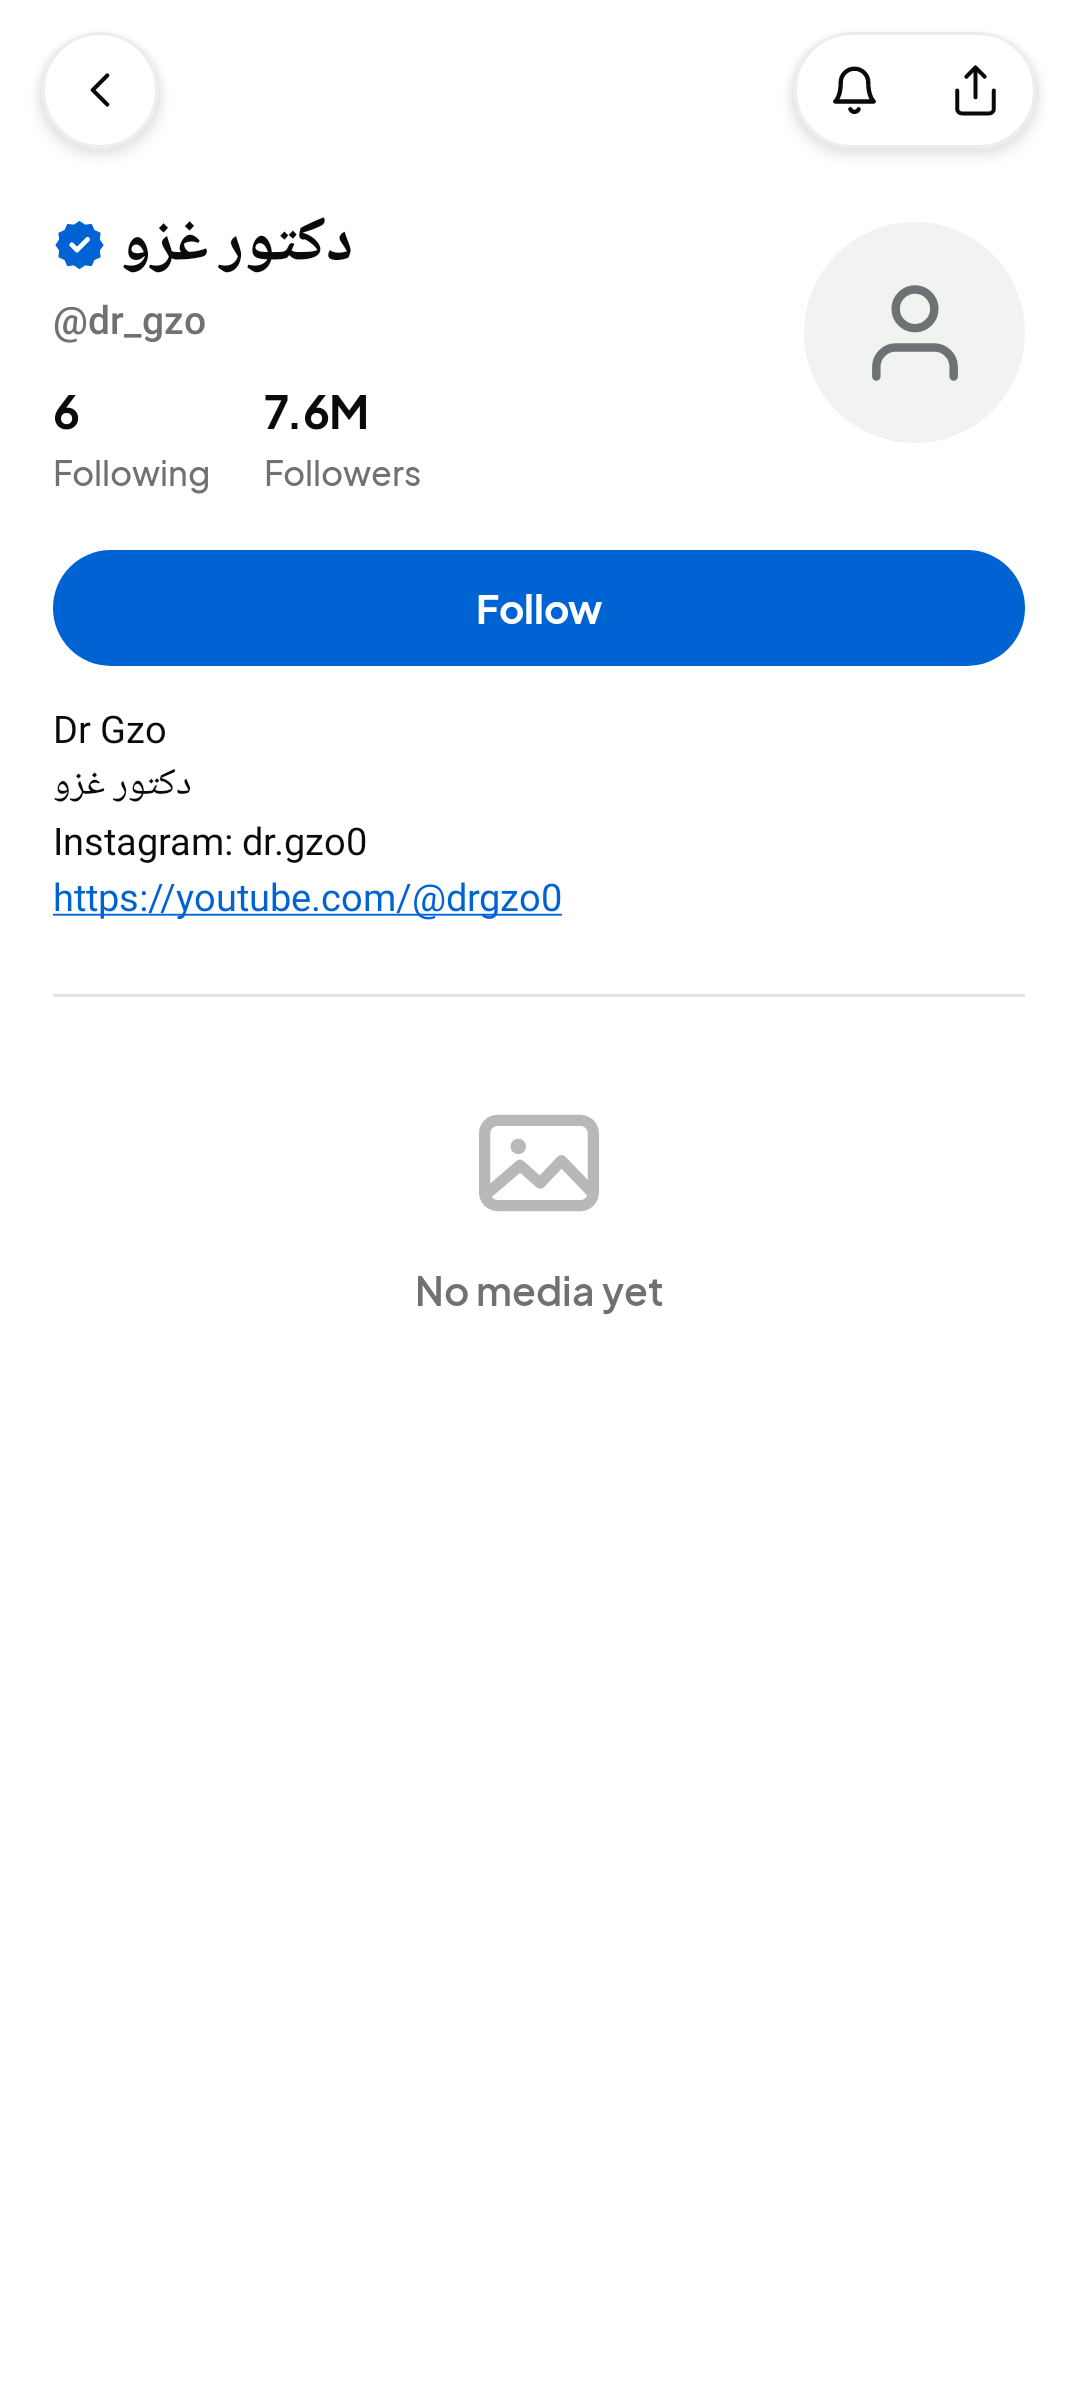 دكتور غزو
@dr_gzo
6 7.6M
Following Followers
Follow
Dr Gzo
دكتور غزو
Instagram: dr.gzo0
https://youtube.com/@drgzo0
No media yet